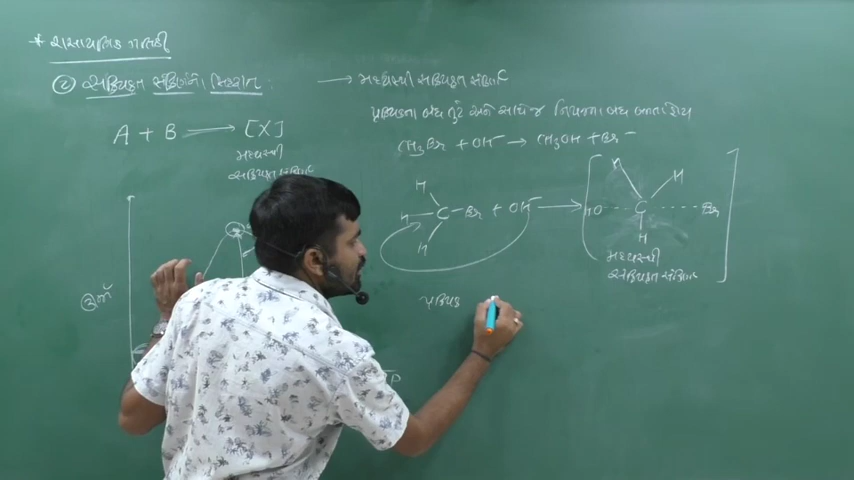 * રાસાયણિક ગતિકી
② સક્રિયકૃત સંકીર્ણનો સિદ્ધાંત : → મધ્યસ્થી સક્રિયકૃત સંકીર્ણ
પ્રક્રિયકના બંધ તૂટે અને સાથે જ નિપજના બંધ બનતા હોય
A + B → [X]
મધ્યસ્થી
સક્રિયકૃત સંકીર્ણ
CH₃Br + OH⁻ → CH₃OH + Br⁻
H H H
H – C – Br + OH⁻ → HO ---- C ---- Br
H H
મધ્યસ્થી
સક્રિયકૃત સંકીર્ણ
પ્રક્રિયક
P